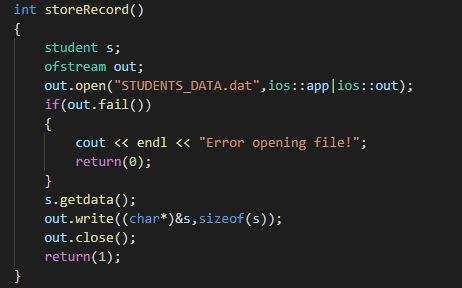 int storeRecord()
{
    student s;
    ofstream out;
    out.open("STUDENTS_DATA.dat",ios::app|ios::out);
    if(out.fail())
    {
        cout << endl << "Error opening file!";
        return(0);
    }
    s.getdata();
    out.write((char*)&s,sizeof(s));
    out.close();
    return(1);
}